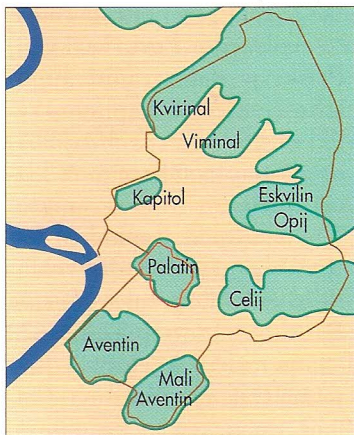 Kvirinal
Viminal
Kapitol
Eskvilin
Opij
Palatin
Celij
Aventin
Mali
Aventin